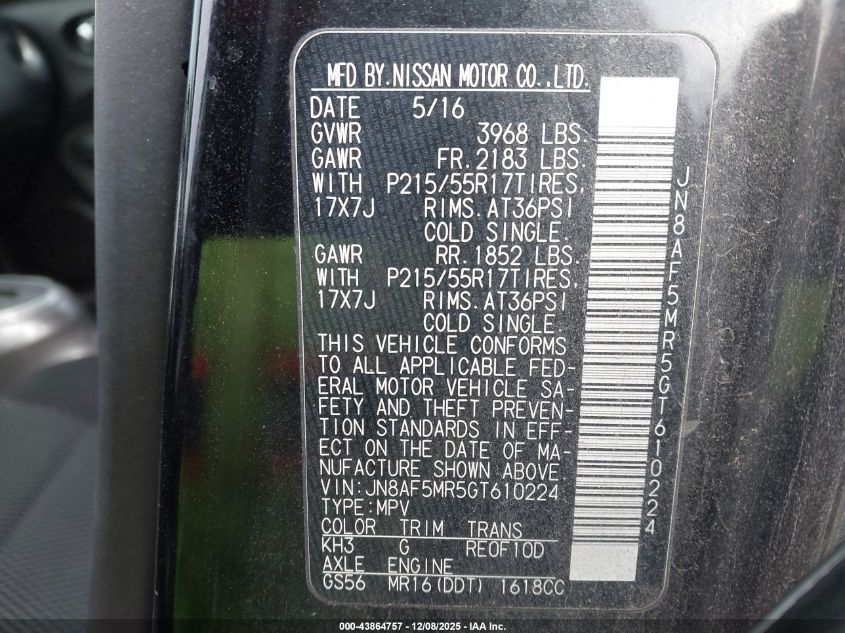 MFD BY.NISSAN MOTOR CO.,LTD.
DATE 5/16
GVWR 3968 LBS.
GAWR FR.2183 LBS.
WITH P215/55R17TIRES,
17X7J RIMS.AT36PSI
COLD SINGLE.
GAWR RR.1852 LBS.
WITH P215/55R17TIRES,
17X7J RIMS.AT36PSI
COLD SINGLE.
THIS VEHICLE CONFORMS
TO ALL APPLICABLE FED-
ERAL MOTOR VEHICLE SA-
FETY AND THEFT PREVEN-
TION STANDARDS IN EFF-
ECT ON THE DATE OF MA-
NUFACTURE SHOWN ABOVE
VIN:JN8AF5MR5GT610224
TYPE:MPV
COLOR TRIM TRANS
KH3 G RE0F10D
AXLE ENGINE
GS56 MR16(DDT) 1618CC
JN8AF5MR5GT610224
000-43864757 - 12/08/2025 - IAA Inc.